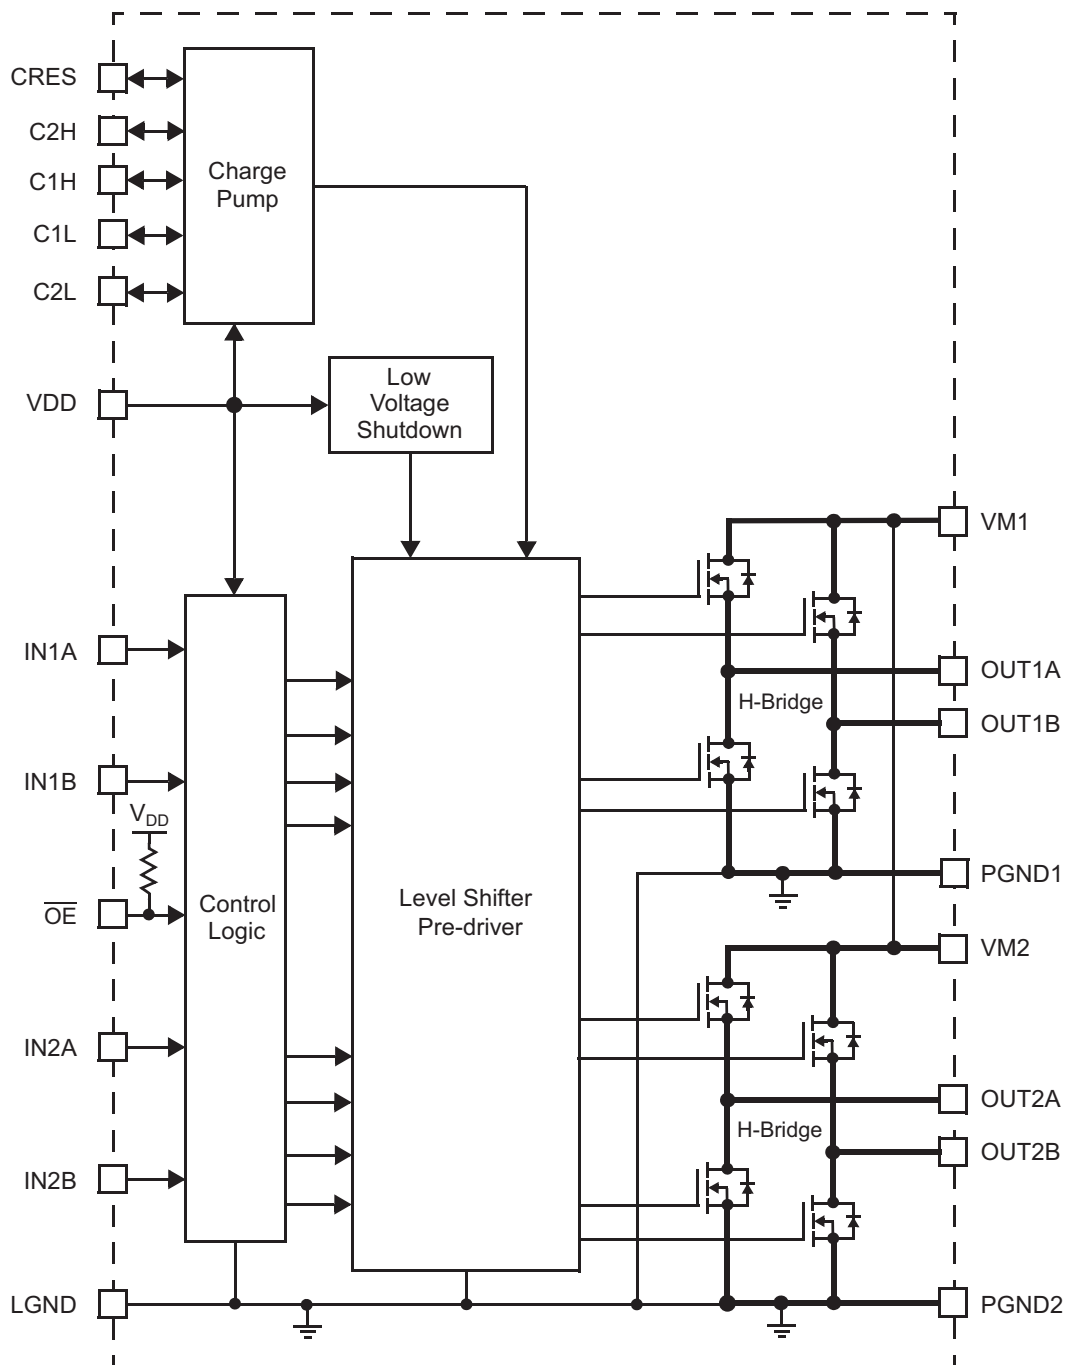 CRES
C2H
C1H
C1L
C2L
Charge
Pump
VDD
Low
Voltage
Shutdown
VM1
IN1A
OUT1A
H-Bridge
OUT1B
IN1B
VDD
PGND1
OE
Control
Logic
Level Shifter
Pre-driver
VM2
IN2A
OUT2A
H-Bridge
OUT2B
IN2B
LGND
PGND2